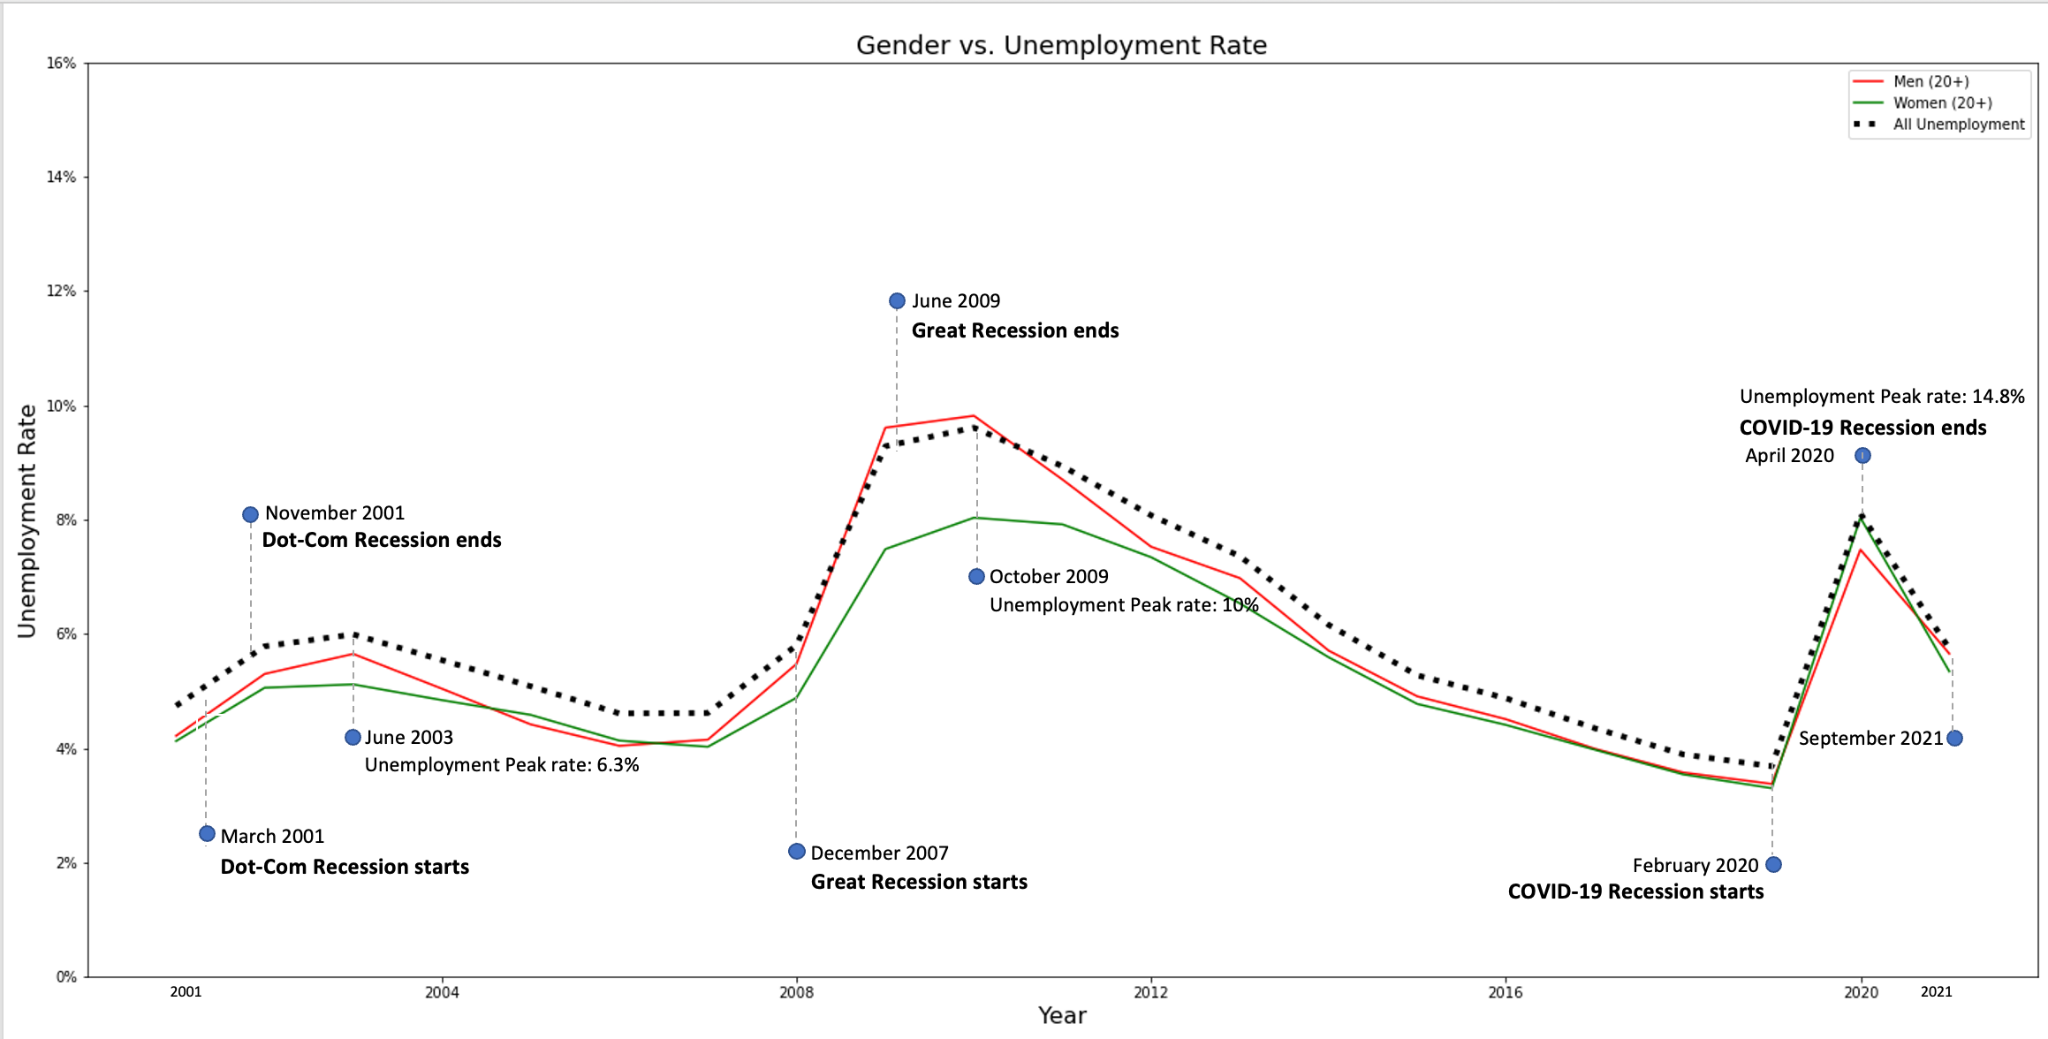 Gender vs. Unemployment Rate
16%
14%
12%
10%
8%
6%
4%
2%
0%
Unemployment Rate
Men (20+)
Women (20+)
All Unemployment
June 2009
Great Recession ends
Unemployment Peak rate: 14.8%
COVID-19 Recession ends
April 2020
November 2001
Dot-Com Recession ends
October 2009
Unemployment Peak rate: 10%
June 2003
Unemployment Peak rate: 6.3%
September 2021
March 2001
Dot-Com Recession starts
December 2007
Great Recession starts
February 2020
COVID-19 Recession starts
2001 2004 2008 2012 2016 2020 2021
Year